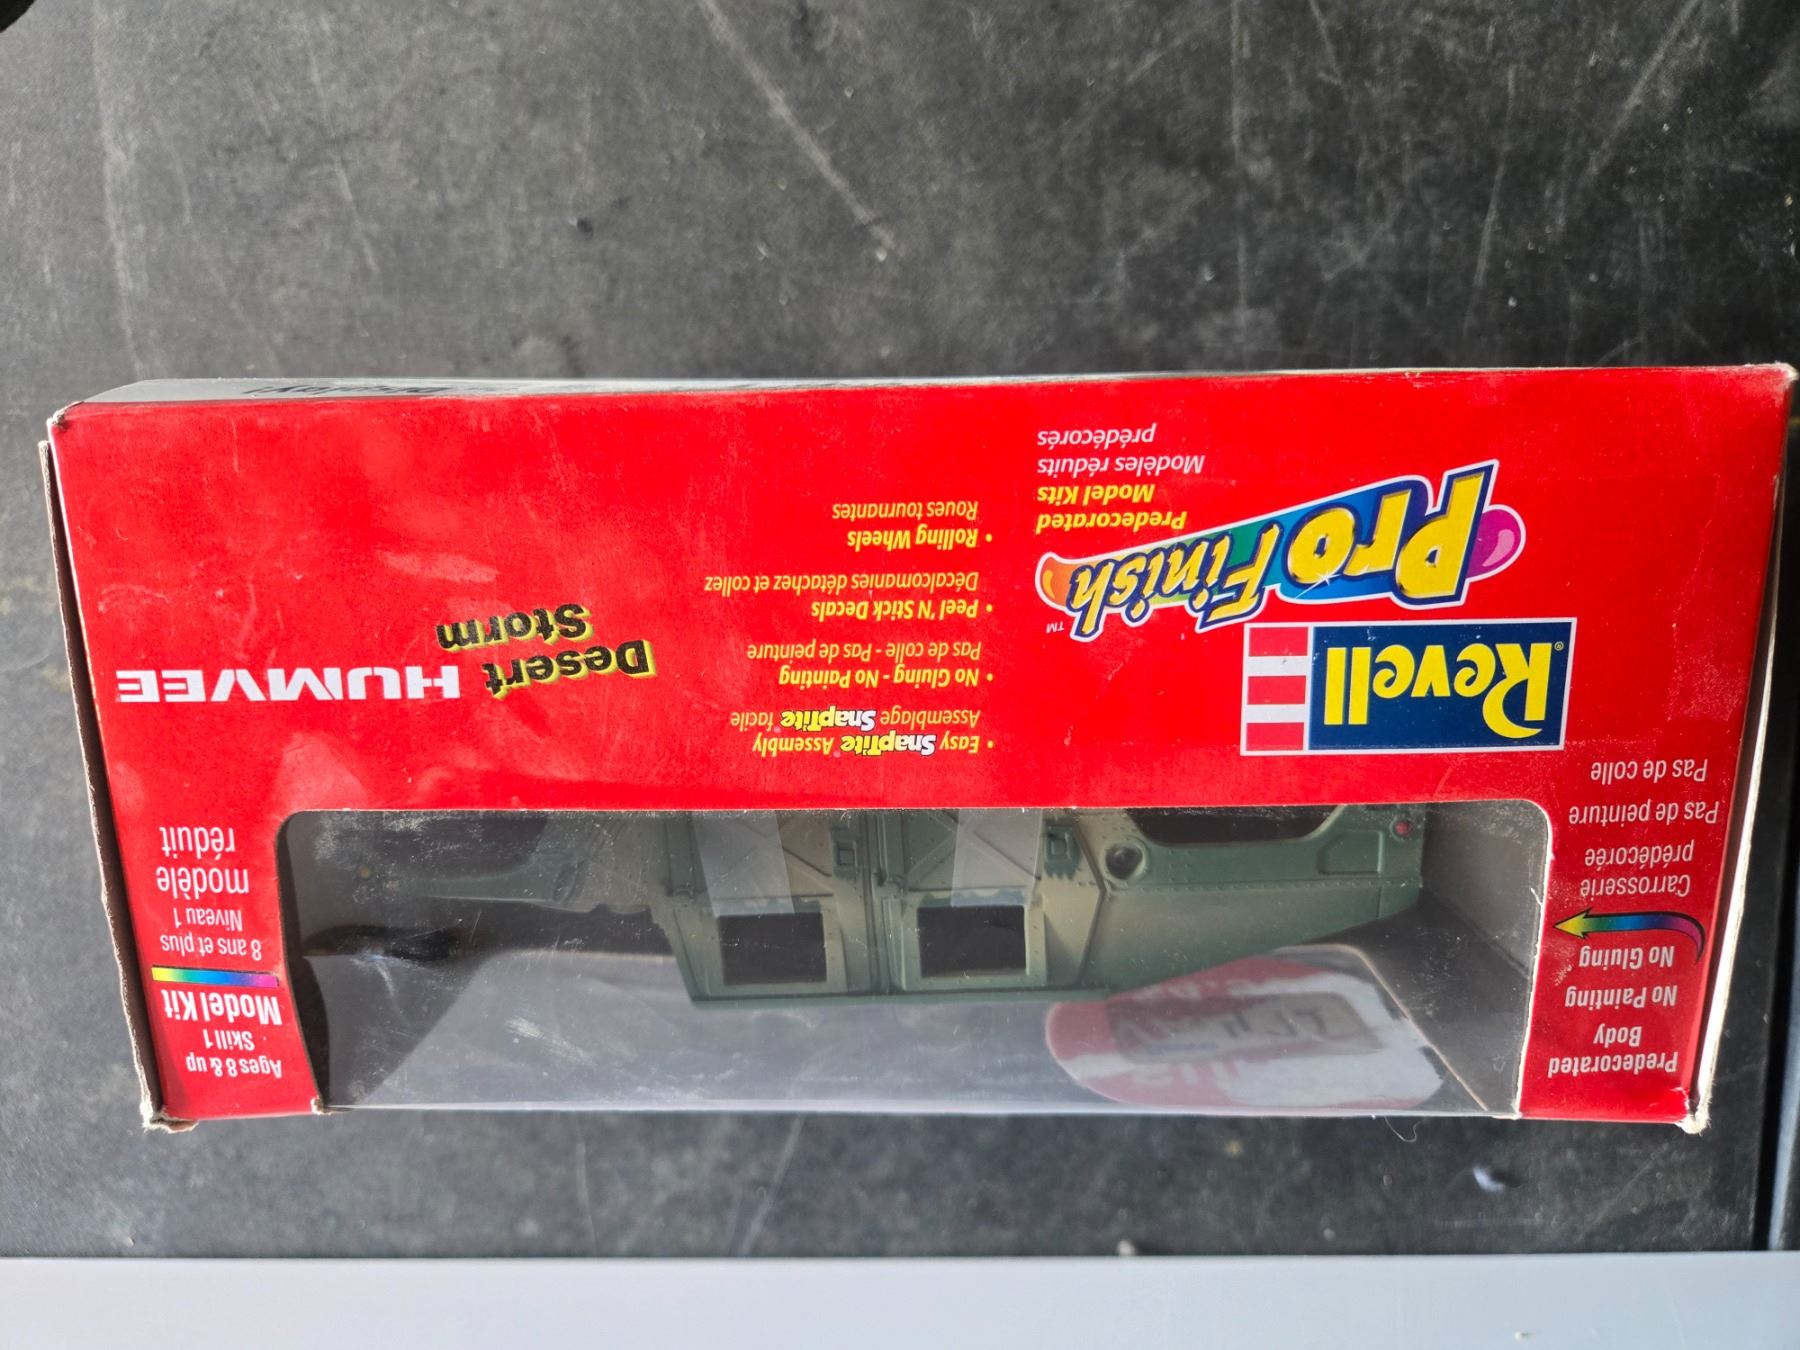 Predecorated
Body
No Painting
No Gluing
Carrosserie
prédécorée
Pas de peinture
Pas de colle
Revell®
Pro Finish™
Predecorated
Model Kits
Modèles réduits
prédécorés
• Easy SnapTite® Assembly
Assemblage SnapTite® facile
• No Gluing - No Painting
Pas de colle - Pas de peinture
• Peel 'N Stick Decals
Décalcomanies détachez et collez
• Rolling Wheels
Roues tournantes
Desert
Storm
HUMVEE
Ages 8 & up
Skill 1
Model Kit
8 ans et plus
Niveau 1
modèle
réduit